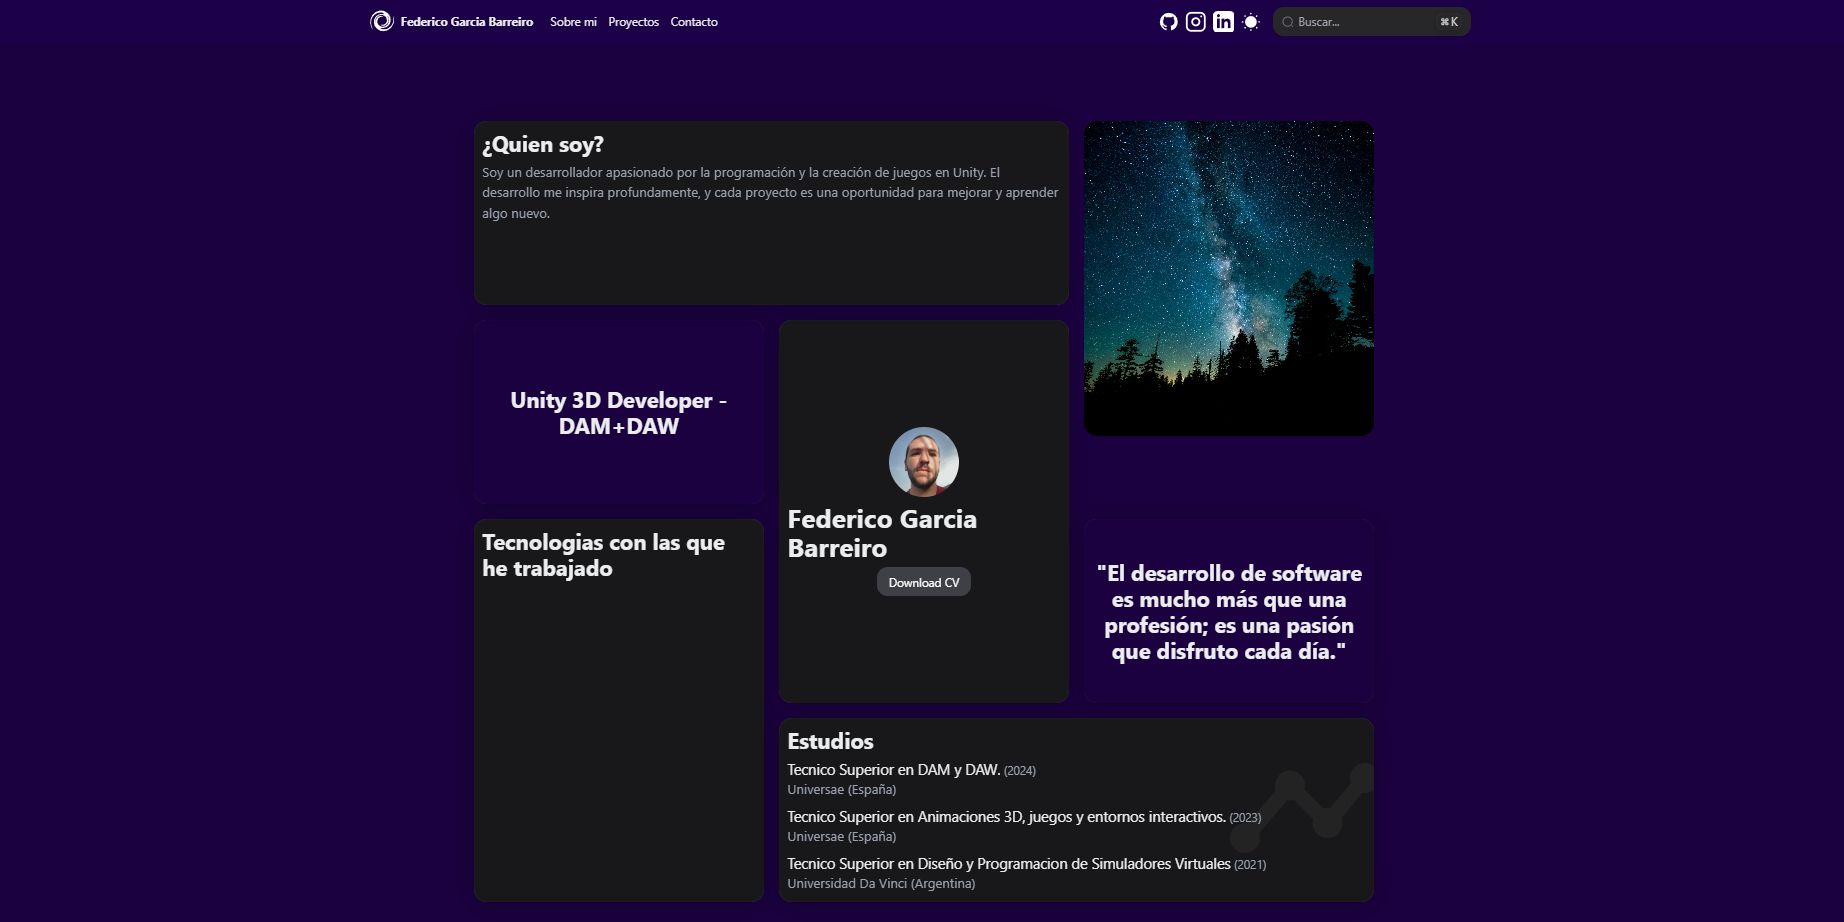 Federico Garcia Barreiro Sobre mi Proyectos Contacto Buscar... ⌘K
¿Quien soy?
Soy un desarrollador apasionado por la programación y la creación de juegos en Unity. El
desarrollo me inspira profundamente, y cada proyecto es una oportunidad para mejorar y aprender
algo nuevo.
Unity 3D Developer -
DAM+DAW
Federico Garcia
Barreiro
Download CV
Tecnologias con las que
he trabajado
"El desarrollo de software
es mucho más que una
profesión; es una pasión
que disfruto cada día."
Estudios
Tecnico Superior en DAM y DAW. (2024)
Universae (España)
Tecnico Superior en Animaciones 3D, juegos y entornos interactivos. (2023)
Universae (España)
Tecnico Superior en Diseño y Programacion de Simuladores Virtuales (2021)
Universidad Da Vinci (Argentina)